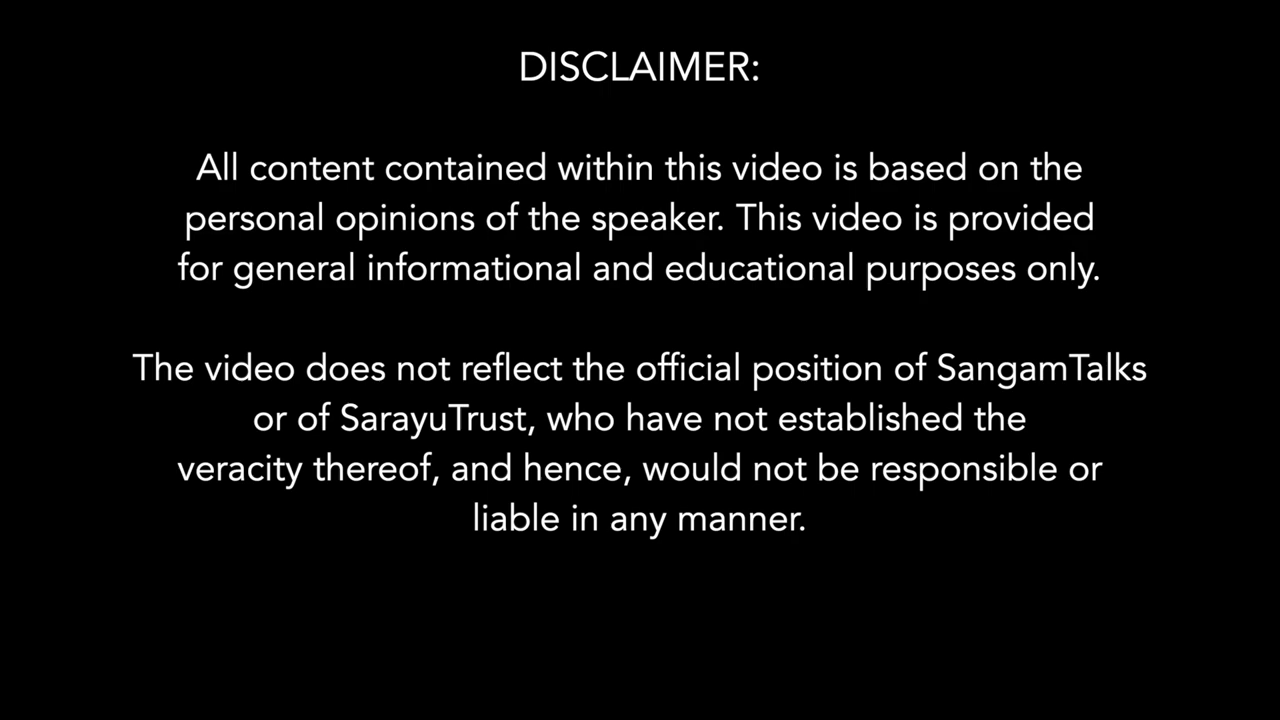 DISCLAIMER:
All content contained within this video is based on the
personal opinions of the speaker. This video is provided
for general informational and educational purposes only.
The video does not reflect the official position of SangamTalks
or of SarayuTrust, who have not established the
veracity thereof, and hence, would not be responsible or
liable in any manner.